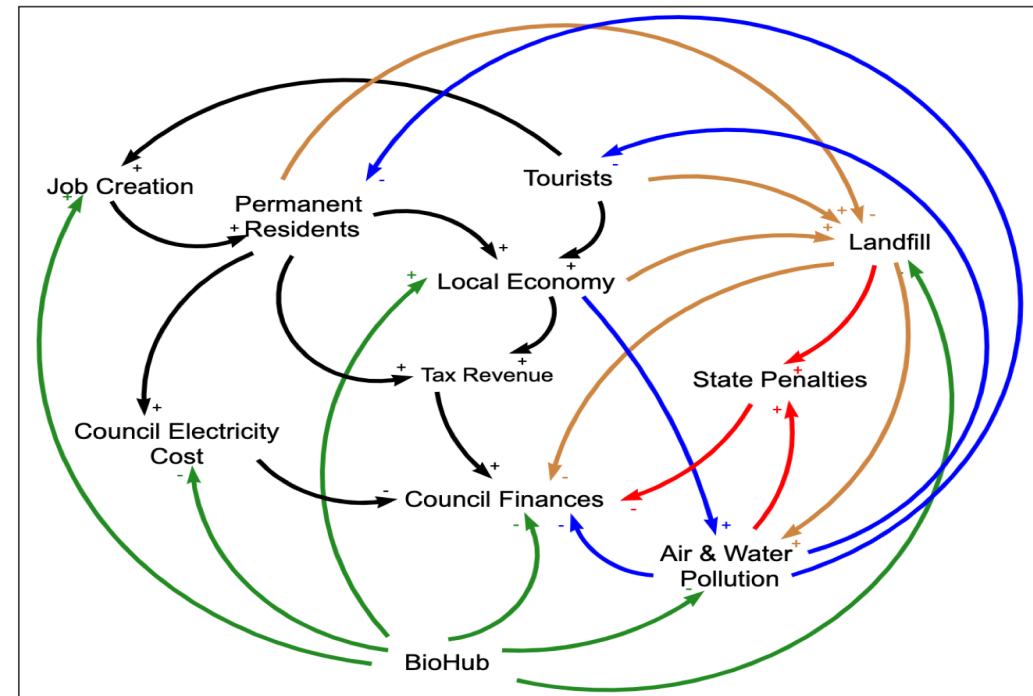 Job Creation
Permanent
Residents
Tourists
Landfill
Local Economy
Tax Revenue
State Penalties
Council Electricity
Cost
Council Finances
Air & Water
Pollution
BioHub